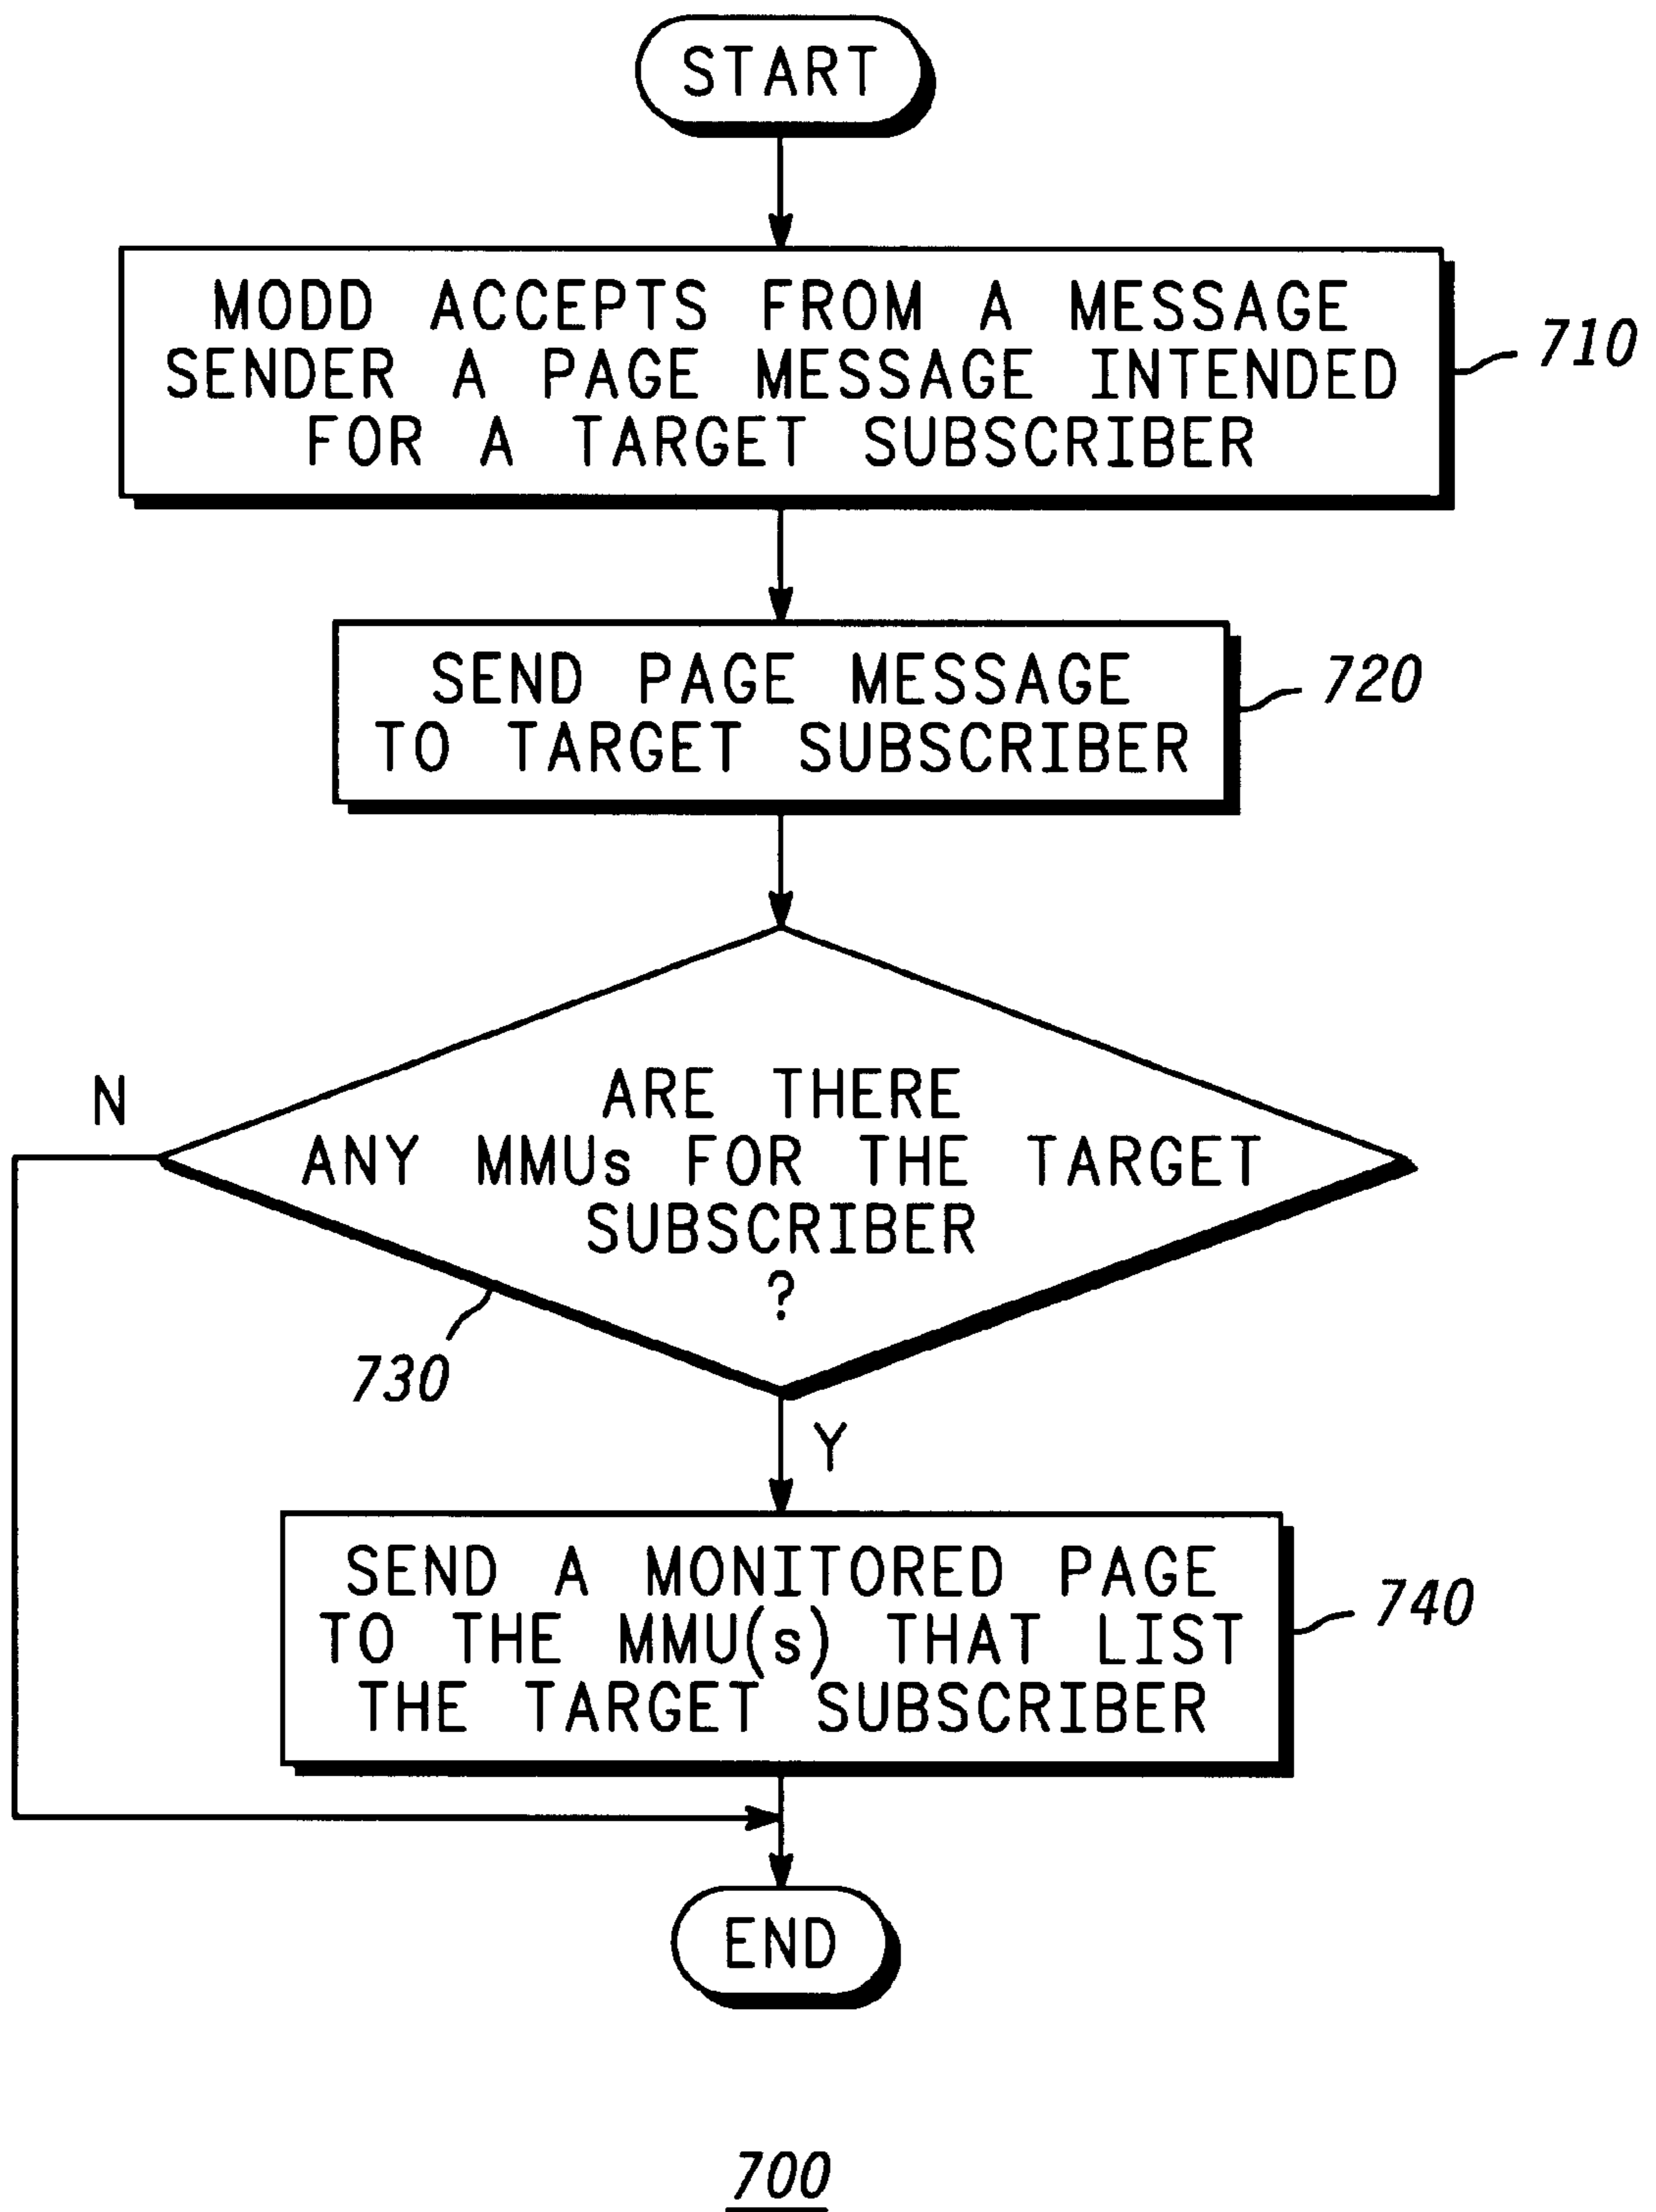 START
MODD ACCEPTS FROM A MESSAGE
SENDER A PAGE MESSAGE INTENDED
FOR A TARGET SUBSCRIBER
710
SEND PAGE MESSAGE
TO TARGET SUBSCRIBER
720
N
ARE THERE
ANY MMUs FOR THE TARGET
SUBSCRIBER
?
730
Y
SEND A MONITORED PAGE
TO THE MMU(s) THAT LIST
THE TARGET SUBSCRIBER
740
END
700